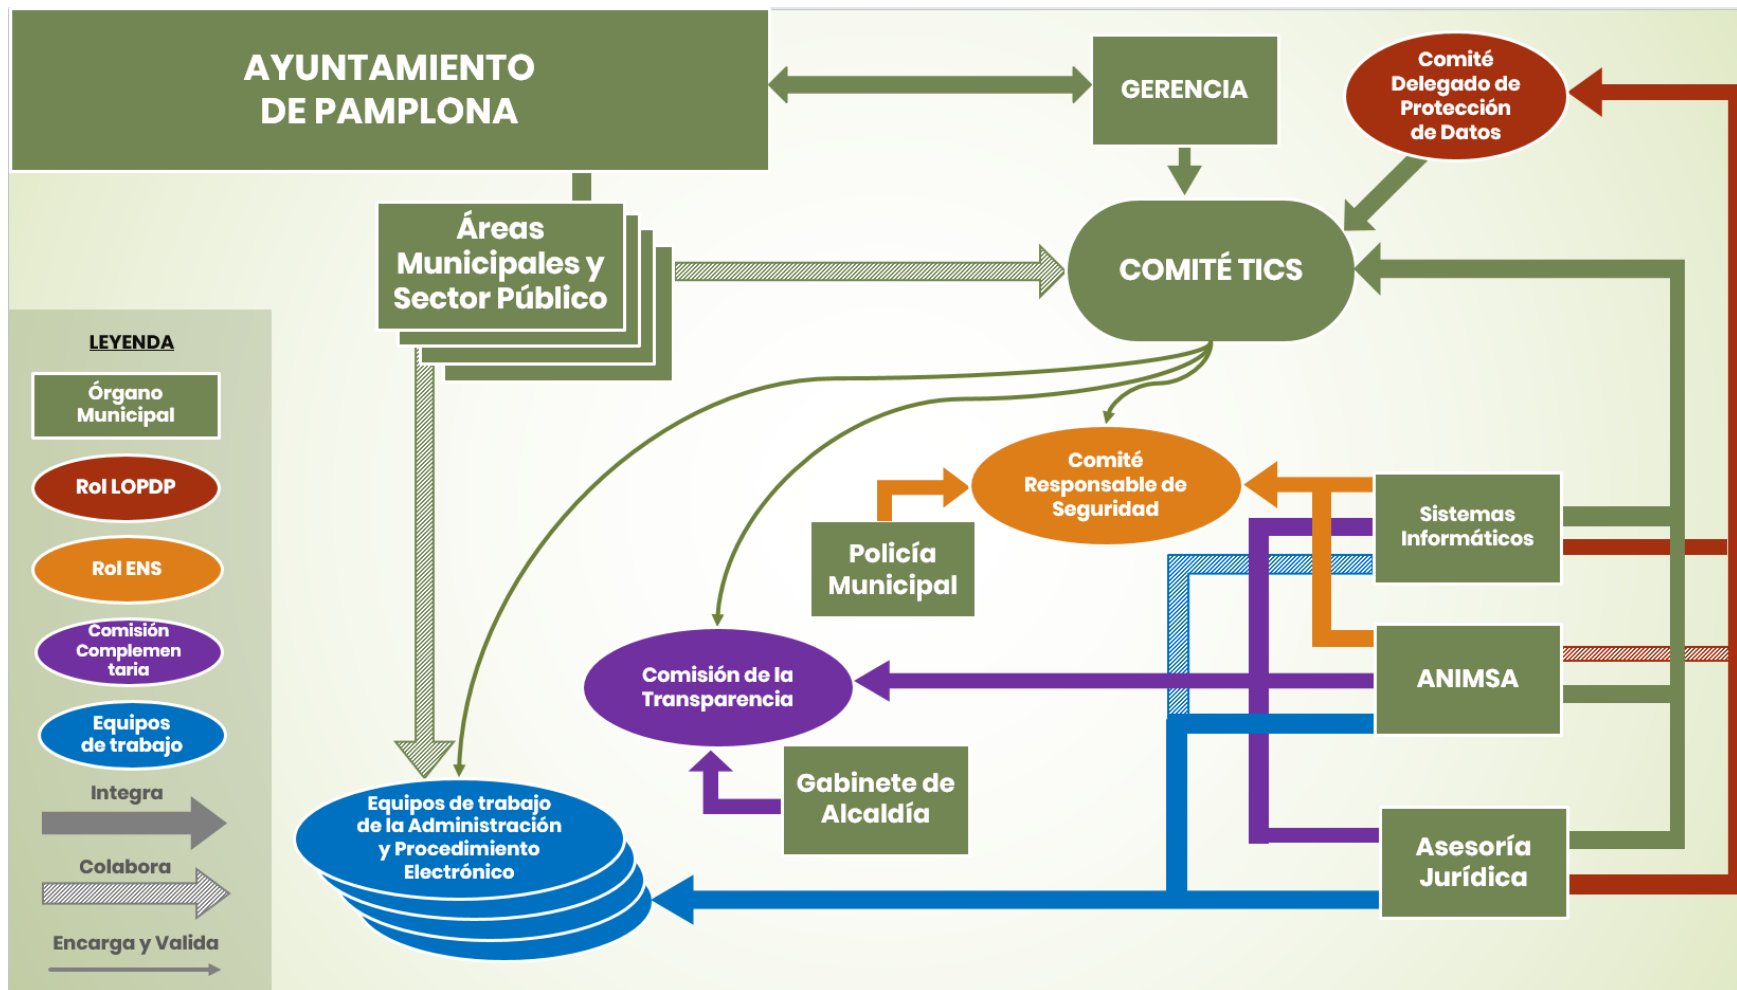 AYUNTAMIENTO
DE PAMPLONA
GERENCIA
Comité
Delegado de
Protección
de Datos
Áreas
Municipales y
Sector Público
COMITÉ TICS
LEYENDA
Órgano
Municipal
Rol LOPDP
Rol ENS
Comisión
Complemen
taria
Equipos
de trabajo
Integra
Colabora
Encarga y Valida
Comité
Responsable de
Seguridad
Policía
Municipal
Sistemas
Informáticos
Comisión de la
Transparencia
ANIMSA
Gabinete de
Alcaldía
Equipos de trabajo
de la Administración
y Procedimiento
Electrónico
Asesoría
Jurídica